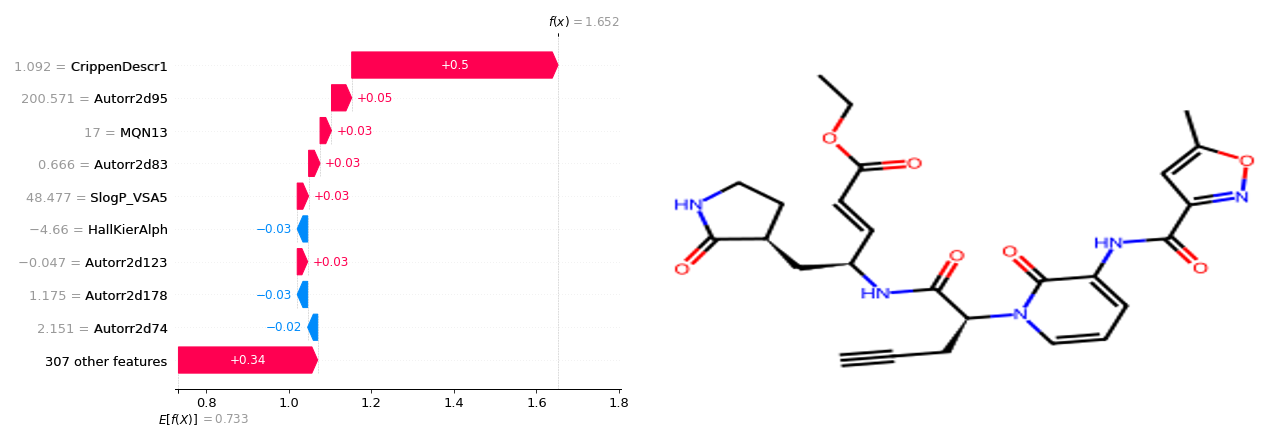 f(x) = 1.652
1.092 = CrippenDescr1
+0.5
200.571 = Autorr2d95
+0.05
17 = MQN13
+0.03
0.666 = Autorr2d83
+0.03
48.477 = SlogP_VSA5
+0.03
−4.66 = HallKierAlph
−0.03
−0.047 = Autorr2d123
+0.03
1.175 = Autorr2d178
−0.03
2.151 = Autorr2d74
−0.02
307 other features
+0.34
0.8 1.0 1.2 1.4 1.6 1.8
E[f(X)] = 0.733
O
O
HN
O
HN
O
O
N
HN
O
O
N